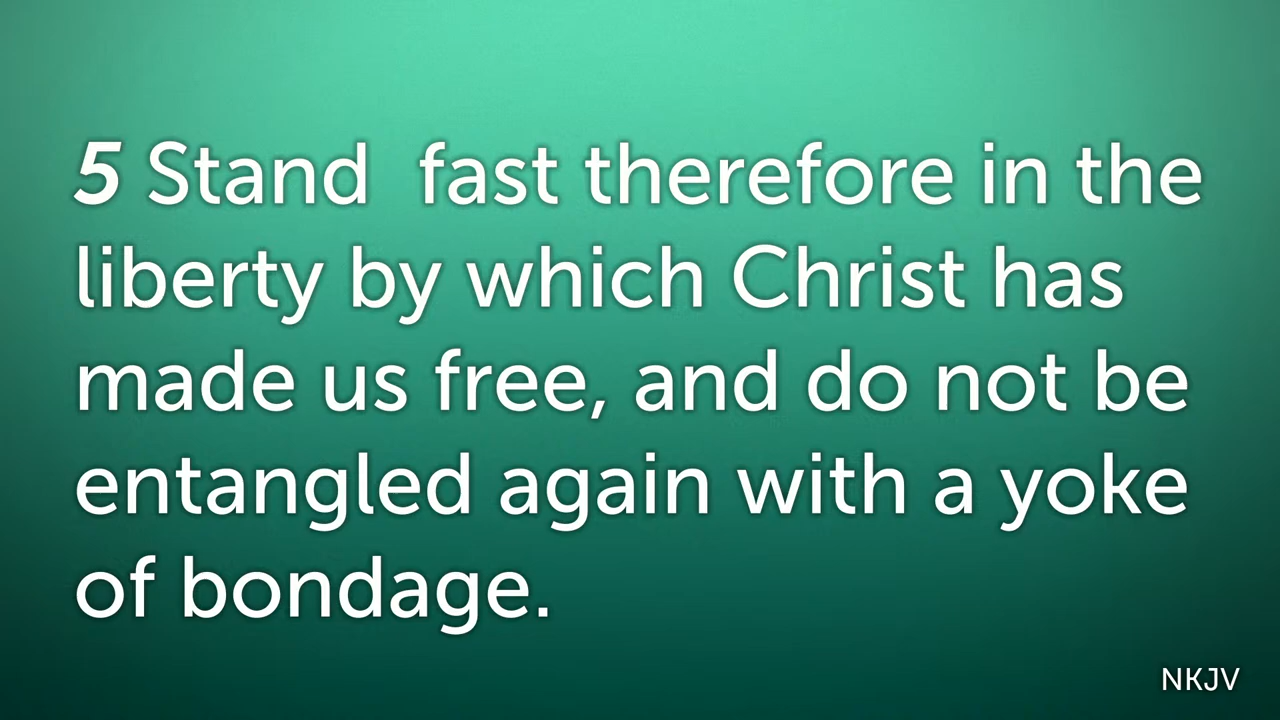 5 Stand  fast therefore in the
liberty by which Christ has
made us free, and do not be
entangled again with a yoke
of bondage.
NKJV